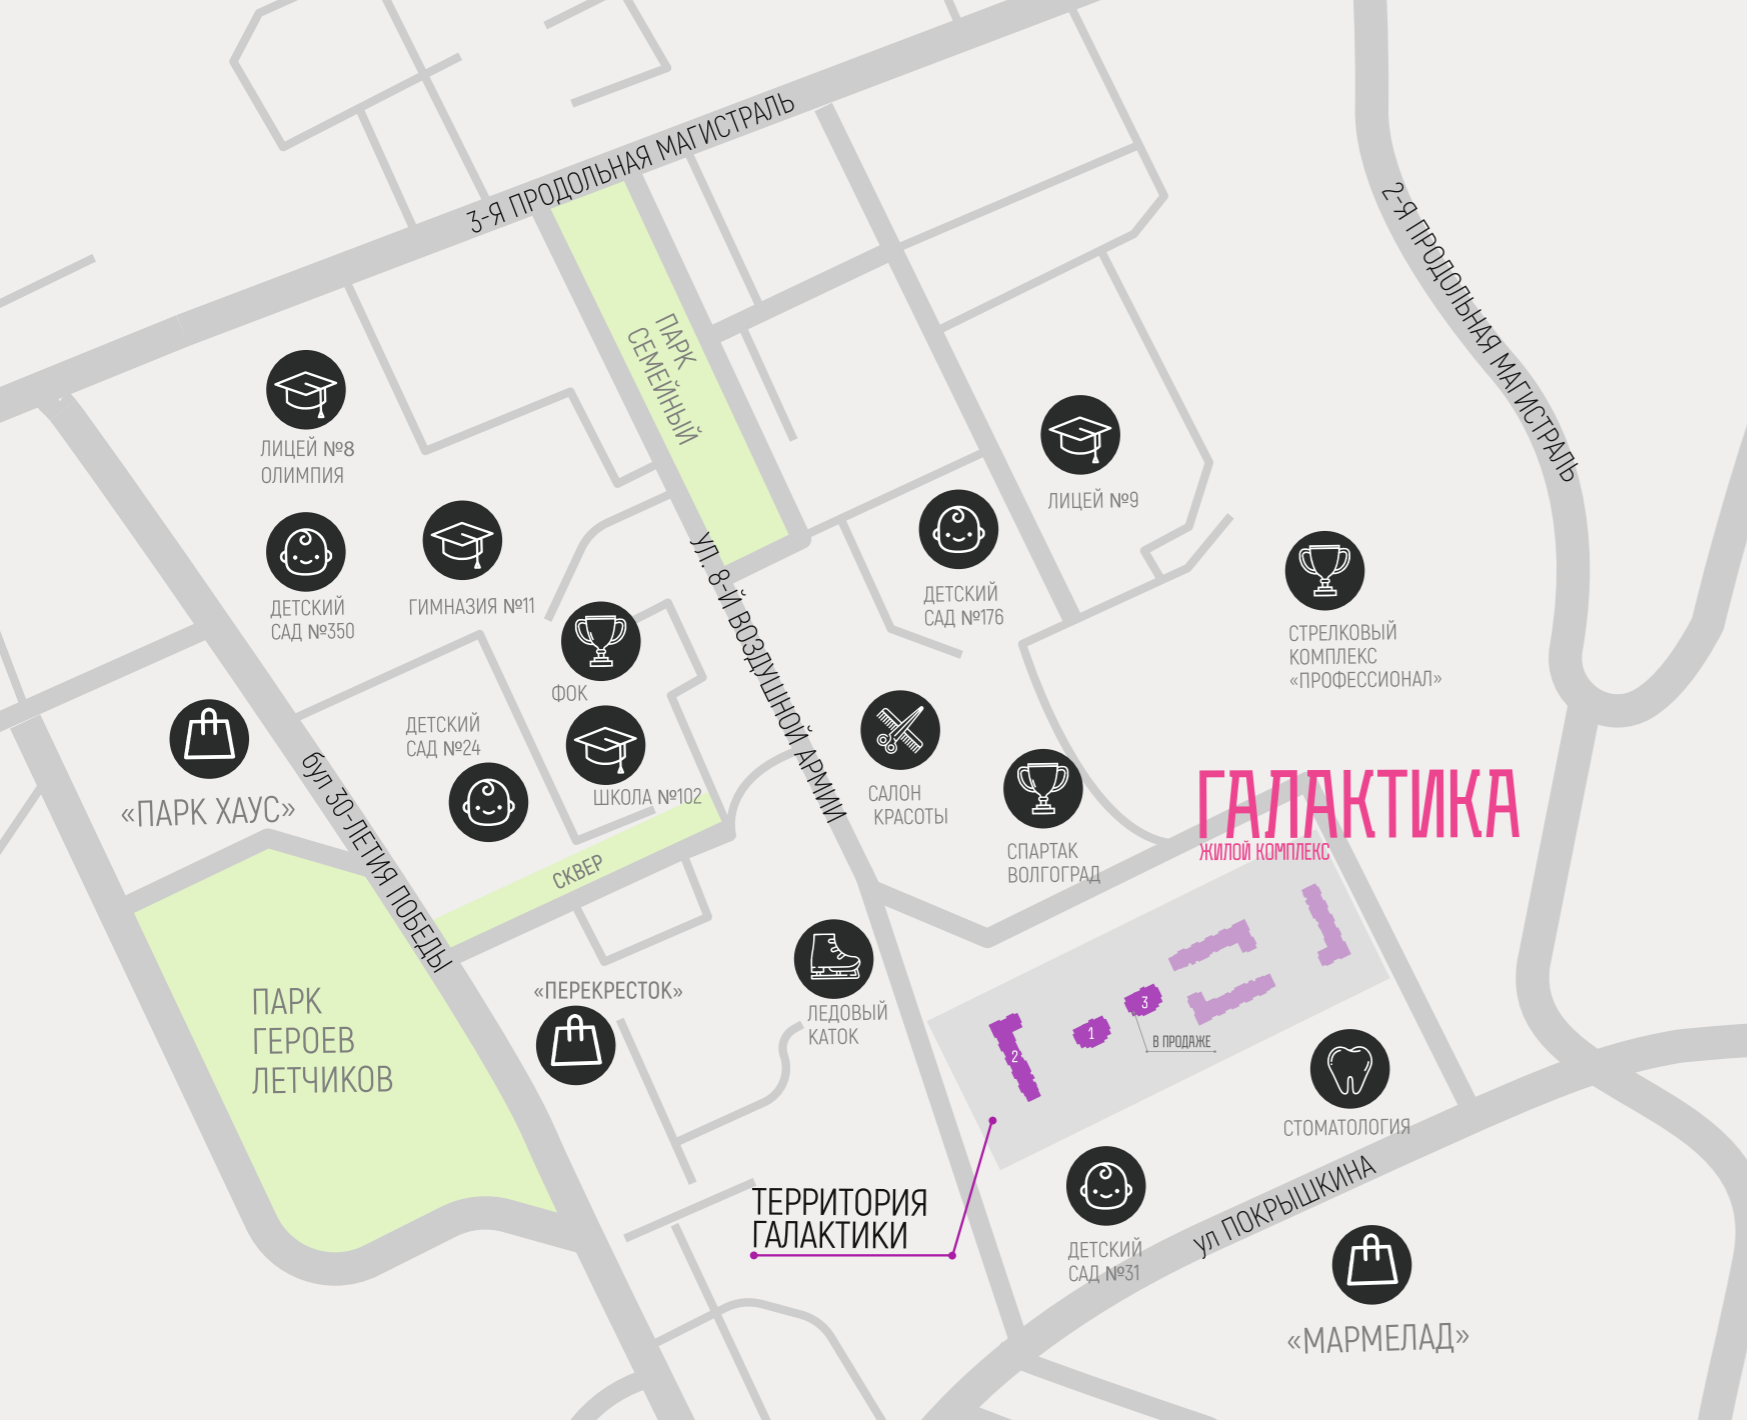 3-Я ПРОДОЛЬНАЯ МАГИСТРАЛЬ
2-Я ПРОДОЛЬНАЯ МАГИСТРАЛЬ
ПАРК
СЕМЕЙНЫЙ
ЛИЦЕЙ №8
ОЛИМПИЯ
ЛИЦЕЙ №9
ДЕТСКИЙ
САД №350
ГИМНАЗИЯ №11
УЛ. 8-Й ВОЗДУШНОЙ АРМИИ
ДЕТСКИЙ
САД №176
СТРЕЛКОВЫЙ
КОМПЛЕКС
«ПРОФЕССИОНАЛ»
ФОК
ДЕТСКИЙ
САД №24
ШКОЛА №102
«ПАРК ХАУС»
бул 30-ЛЕТИЯ ПОБЕДЫ
САЛОН
КРАСОТЫ
СПАРТАК
ВОЛГОГРАД
ГАЛАКТИКА
ЖИЛОЙ КОМПЛЕКС
СКВЕР
ПАРК
ГЕРОЕВ
ЛЕТЧИКОВ
«ПЕРЕКРЕСТОК»
ЛЕДОВЫЙ
КАТОК
3
1
2
В ПРОДАЖЕ
СТОМАТОЛОГИЯ
ТЕРРИТОРИЯ
ГАЛАКТИКИ
ДЕТСКИЙ
САД №31
ул ПОКРЫШКИНА
«МАРМЕЛАД»